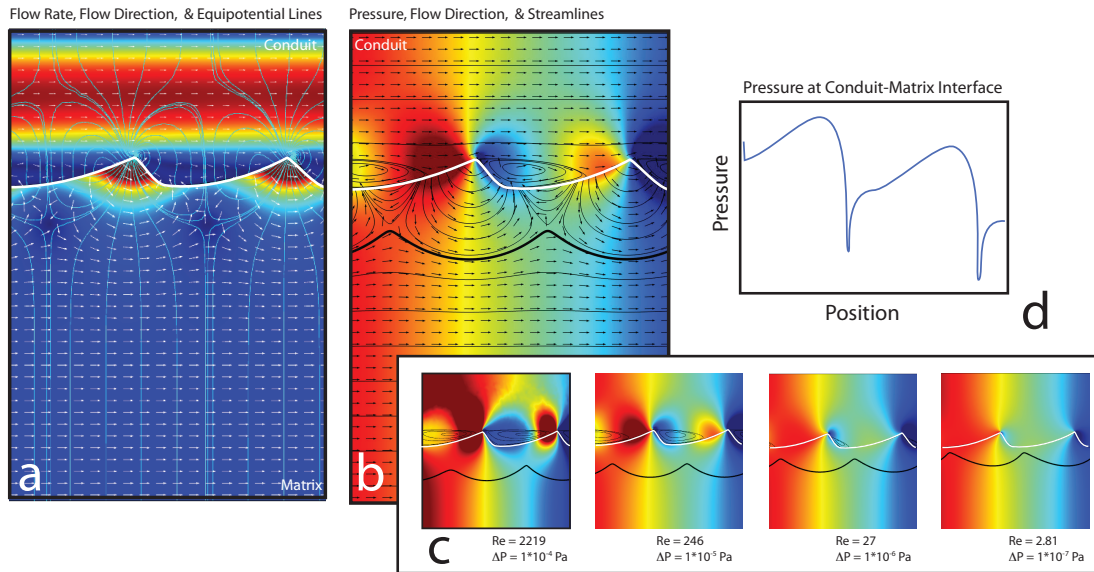 Flow Rate, Flow Direction, & Equipotential Lines
Conduit
a
Matrix
Pressure, Flow Direction, & Streamlines
Conduit
b
Pressure at Conduit-Matrix Interface
Pressure
Position
d
c
Re = 2219
ΔP = 1*10⁻⁴ Pa
Re = 246
ΔP = 1*10⁻⁵ Pa
Re = 27
ΔP = 1*10⁻⁶ Pa
Re = 2.81
ΔP = 1*10⁻⁷ Pa